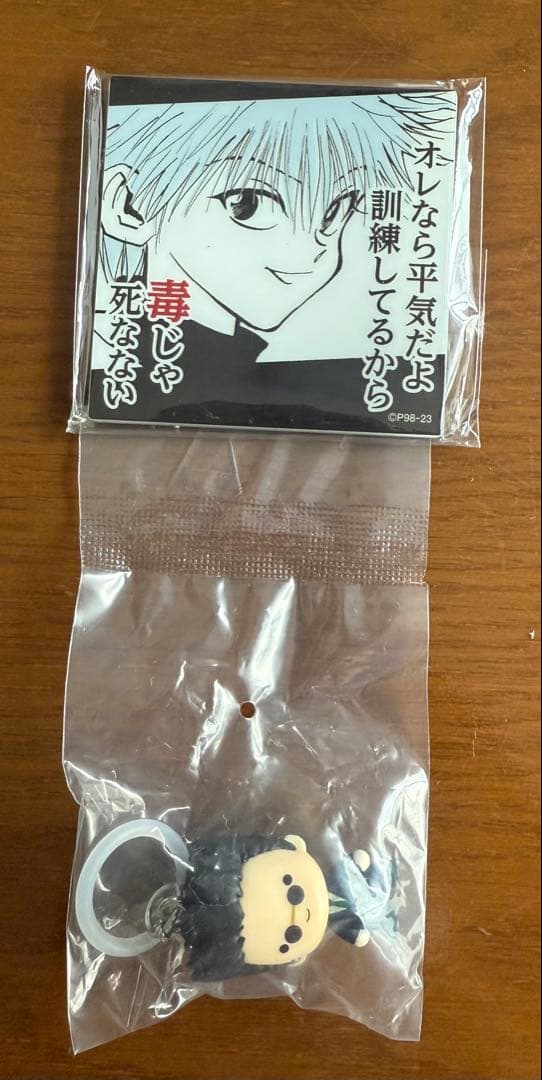 オレなら平気だよ
訓練してるから
毒じゃ
死なない
©P98-23